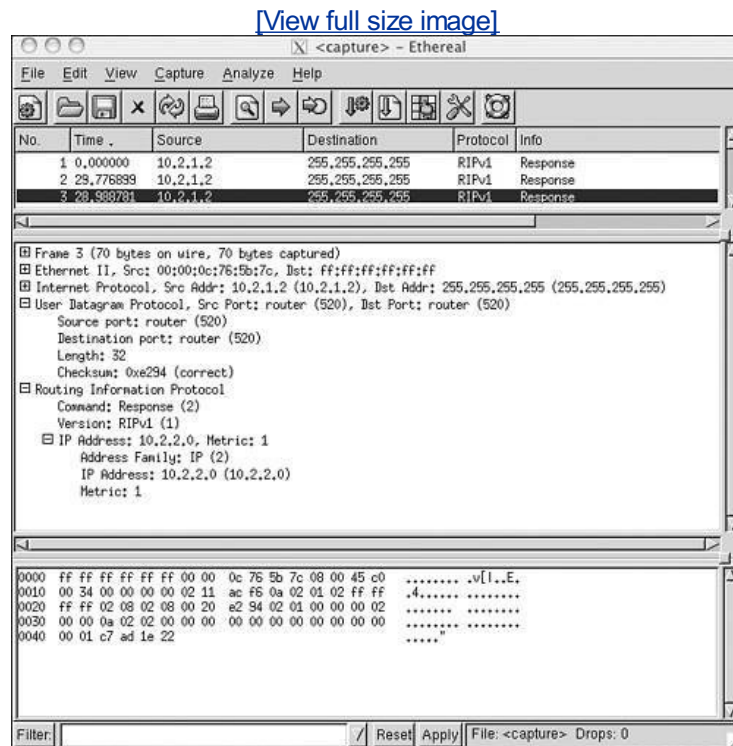 [View full size image]
<capture> - Ethereal
File Edit View Capture Analyze Help
No. Time . Source Destination Protocol Info
1 0.000000 10.2.1.2 255.255.255.255 RIPv1 Response
2 29.776899 10.2.1.2 255.255.255.255 RIPv1 Response
3 28.988781 10.2.1.2 255.255.255.255 RIPv1 Response
Frame 3 (70 bytes on wire, 70 bytes captured)
Ethernet II, Src: 00:00:0c:76:5b:7c, Dst: ff:ff:ff:ff:ff:ff
Internet Protocol, Src Addr: 10.2.1.2 (10.2.1.2), Dst Addr: 255.255.255.255 (255.255.255.255)
User Datagram Protocol, Src Port: router (520), Dst Port: router (520)
Source port: router (520)
Destination port: router (520)
Length: 32
Checksum: 0xe294 (correct)
Routing Information Protocol
Command: Response (2)
Version: RIPv1 (1)
IP Address: 10.2.2.0, Metric: 1
Address Family: IP (2)
IP Address: 10.2.2.0 (10.2.2.0)
Metric: 1
0000 ff ff ff ff ff ff 00 00 0c 76 5b 7c 08 00 45 c0 ........ .v[|..E.
0010 00 34 00 00 00 00 02 11 ac f6 0a 02 01 02 ff ff .4...... ........
0020 ff ff 02 08 02 08 00 20 e2 94 02 01 00 00 00 02 ....... ........
0030 00 00 0a 02 02 00 00 00 00 00 00 00 00 00 00 00 ........ ........
0040 00 01 c7 ad 1e 22 ....."
Filter: / Reset Apply File: <capture> Drops: 0